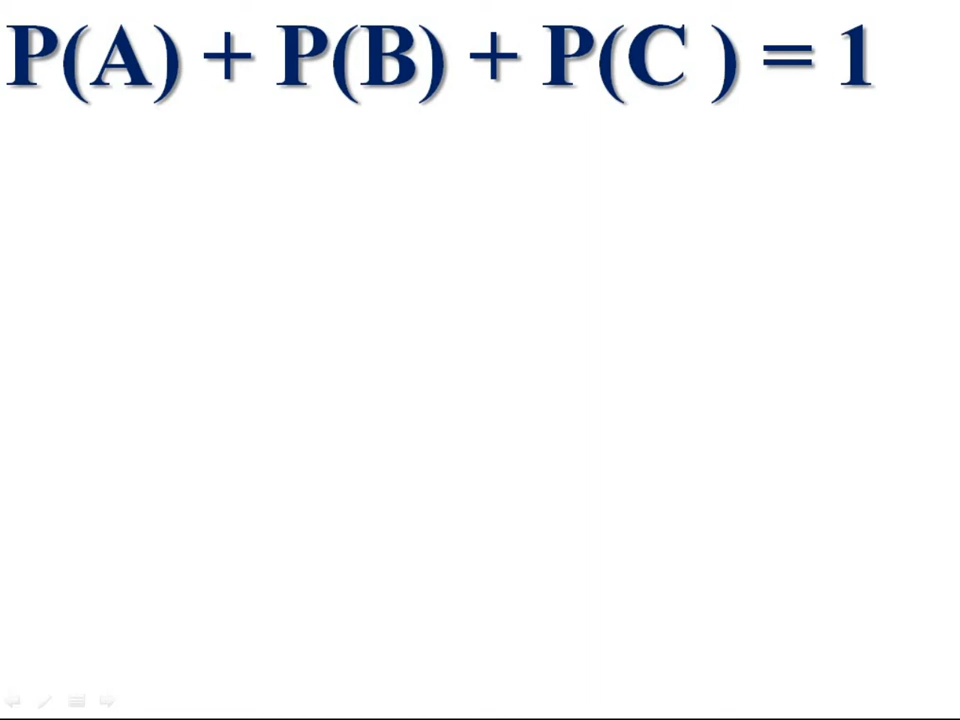 P(A) + P(B) + P(C ) = 1